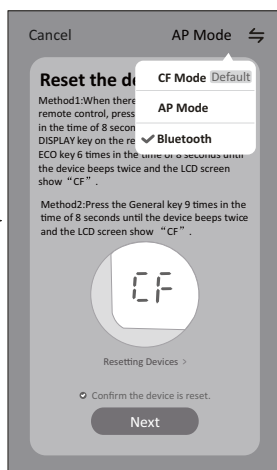 Cancel AP Mode
Reset the de
CF Mode Default
AP Mode
Bluetooth
Method1:When there
remote control, press
in the time of 8 secon
DISPLAY key on the re
ECO key 6 times in the time of 8 seconds until
the device beeps twice and the LCD screen
show “CF” .
Method2:Press the General key 9 times in the
time of 8 seconds until the device beeps twice
and the LCD screen show “CF” .
CF
Resetting Devices >
Confirm the device is reset.
Next